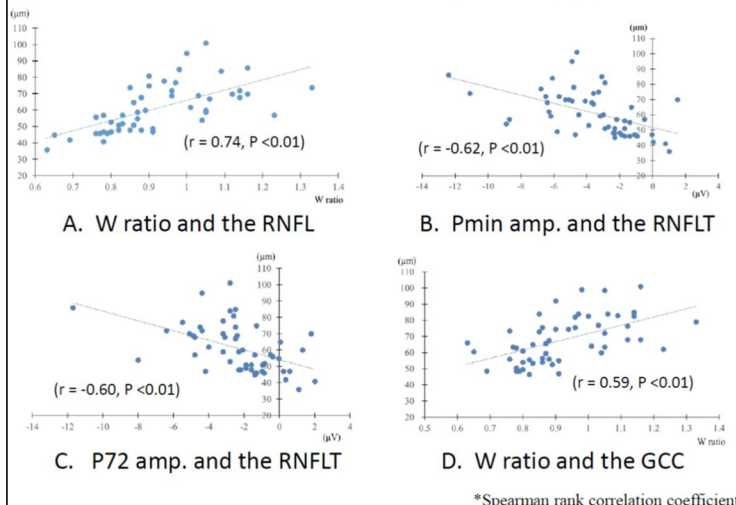 (μm)
110
100
90
80
70
60
50
40
30
20
0.6 0.7 0.8 0.9 1 1.1 1.2 1.3 1.4
W ratio
(r = 0.74, P <0.01)
A. W ratio and the RNFL
(μm)
110
100
90
80
70
60
50
40
30
20
-14 -12 -10 -8 -6 -4 -2 0 2 4
(μV)
(r = -0.62, P <0.01)
B. Pmin amp. and the RNFLT
(μm)
110
100
90
80
70
60
50
40
30
20
-14 -12 -10 -8 -6 -4 -2 0 2 4
(μV)
(r = -0.60, P <0.01)
C. P72 amp. and the RNFLT
(μm)
110
100
90
80
70
60
50
40
30
20
0.5 0.6 0.7 0.8 0.9 1 1.1 1.2 1.3 1.4
W ratio
(r = 0.59, P <0.01)
D. W ratio and the GCC
*Spearman rank correlation coefficient